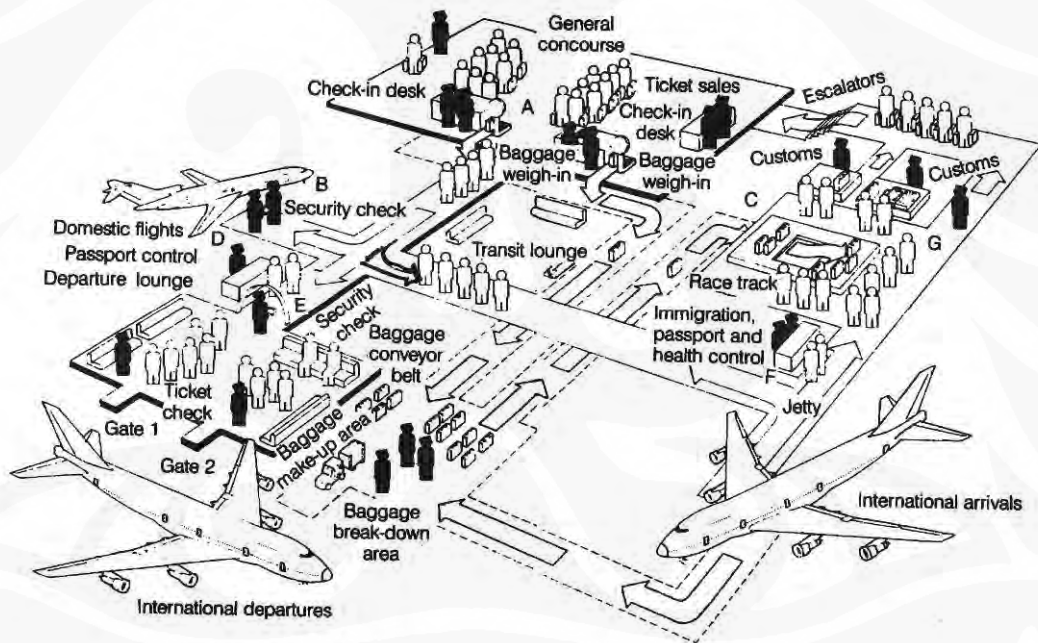 General
concourse
Check-in desk
A
Ticket sales
Check-in
desk
Escalators
Baggage
weigh-in
Baggage
weigh-in
Customs
Customs
B
Security check
C
Domestic flights
D
Passport control
Departure lounge
Transit lounge
G
E
Security
check
Race track
Baggage
conveyor
belt
Immigration,
passport and
health control
F
Ticket
check
Jetty
Gate 1
Baggage
make-up area
Gate 2
Baggage
break-down
area
International arrivals
International departures